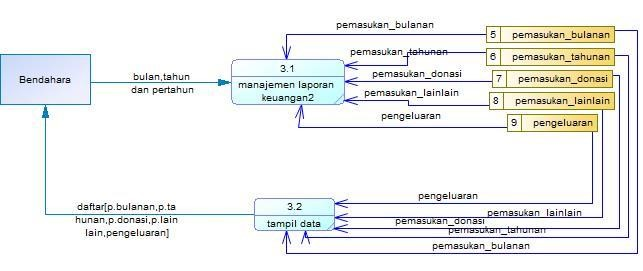 pemasukan_bulanan
5 pemasukan_bulanan
pemasukan_tahunan
6 pemasukan_tahunan
Bendahara
bulan,tahun
dan pertahun
3.1
manajemen laporan
keuangan2
pemasukan_donasi
7 pemasukan_donasi
pemasukan_lainlain
8 pemasukan_lainlain
pengeluaran
9 pengeluaran
daftar[p.bulanan,p.ta
hunan,p.donasi,p.lain
lain,pengeluaran]
3.2
tampil data
pengeluaran
pemasukan_lainlain
pemasukan_donasi
pemasukan_tahunan
pemasukan_bulanan